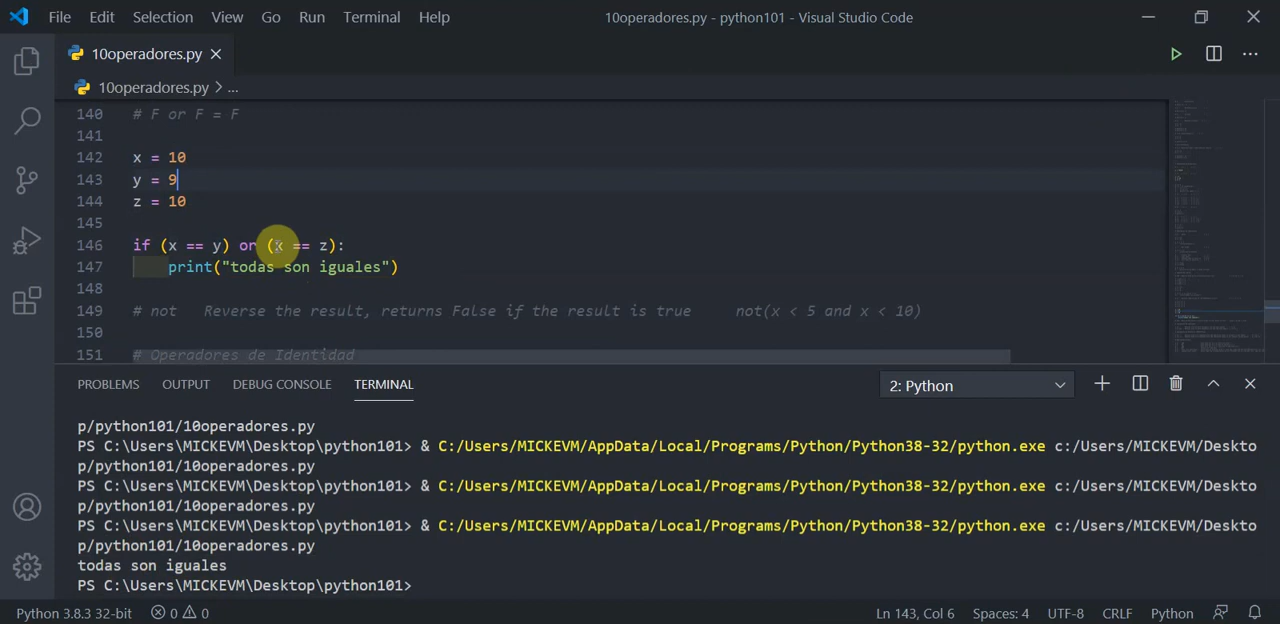 File Edit Selection View Go Run Terminal Help 10operadores.py - python101 - Visual Studio Code
10operadores.py
10operadores.py > ...
140 # F or F = F
141
142 x = 10
143 y = 9
144 z = 10
145
146 if (x == y) or (x == z):
147 print("todas son iguales")
148
149 # not Reverse the result, returns False if the result is true not(x < 5 and x < 10)
150
151 # Operadores de Identidad
PROBLEMS OUTPUT DEBUG CONSOLE TERMINAL 2: Python
p/python101/10operadores.py
PS C:\Users\MICKEVM\Desktop\python101> & C:/Users/MICKEVM/AppData/Local/Programs/Python/Python38-32/python.exe c:/Users/MICKEVM/Deskto
p/python101/10operadores.py
PS C:\Users\MICKEVM\Desktop\python101> & C:/Users/MICKEVM/AppData/Local/Programs/Python/Python38-32/python.exe c:/Users/MICKEVM/Deskto
p/python101/10operadores.py
PS C:\Users\MICKEVM\Desktop\python101> & C:/Users/MICKEVM/AppData/Local/Programs/Python/Python38-32/python.exe c:/Users/MICKEVM/Deskto
p/python101/10operadores.py
todas son iguales
PS C:\Users\MICKEVM\Desktop\python101>
Python 3.8.3 32-bit 0 0 Ln 143, Col 6 Spaces: 4 UTF-8 CRLF Python